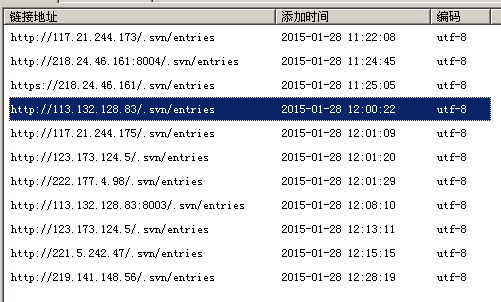 链接地址 添加时间 编码
http://117.21.244.173/.svn/entries 2015-01-28 11:22:08 utf-8
http://218.24.46.161:8004/.svn/entries 2015-01-28 11:24:45 utf-8
https://218.24.46.161/.svn/entries 2015-01-28 11:25:05 utf-8
http://113.132.128.83/.svn/entries 2015-01-28 12:00:22 utf-8
http://117.21.244.175/.svn/entries 2015-01-28 12:01:09 utf-8
http://123.173.124.5/.svn/entries 2015-01-28 12:01:20 utf-8
http://222.177.4.98/.svn/entries 2015-01-28 12:01:29 utf-8
http://113.132.128.83:8003/.svn/entries 2015-01-28 12:08:10 utf-8
http://123.173.124.5/.svn/entries 2015-01-28 12:13:11 utf-8
http://221.5.242.47/.svn/entries 2015-01-28 12:15:15 utf-8
http://219.141.148.56/.svn/entries 2015-01-28 12:28:19 utf-8